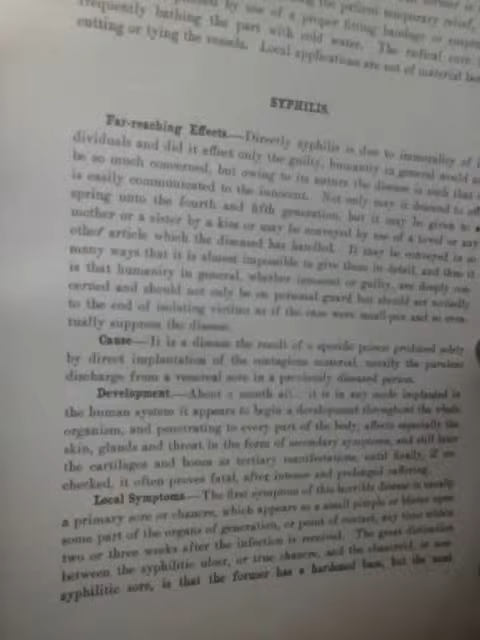 the patient temporary relief,
by use of a proper fitting bandage or
frequently bathing the part with cold water. The radical cure
cutting or tying the vessels. Local applications are not of material
SYPHILIS.
Far-reaching Effects.—Directly syphilis is due to immorality of
dividuals and did it affect only the guilty, humanity in general would
be so much concerned, but owing to its nature the disease is such that
is easily communicated to the innocent. Not only may it descend to
spring unto the fourth and fifth generation, but it may be given to
mother or a sister by a kiss or may be conveyed by use of a towel or any
other article which the diseased has handled. It may be conveyed in so
many ways that it is almost impossible to give them in detail, and thus it
is that humanity in general, whether innocent or guilty, are deeply con-
cerned and should not only be on personal guard but should act
to the end of isolating victims as if the case were small-pox and so even-
tually suppress the disease.
Cause—It is a disease the result of a specific poison produced solely
by direct implantation of the contagious material, usually the purulent
discharge from a venereal sore in a previously diseased person.
Development.—About a month it is in any mode implanted in
the human system it appears to begin a development throughout the whole
organism, and penetrating to every part of the body, affects especially the
skin, glands and throat in the form of secondary symptoms, and still later
the cartilages and bones as tertiary manifestations, until finally, if un-
checked, it often proves fatal, after intense and prolonged suffering.
Local Symptoms—The first symptom of this horrible disease is usually
a primary sore or chancre, which appears as a small pimple or blister upon
some part of the organs of generation, or point of contact, any time within
two or three weeks after the infection is received. The great distinction
between the syphilitic ulcer, or true chancre, and the chancroid, or non-
syphilitic sore, is that the former has a hardened base, but the most